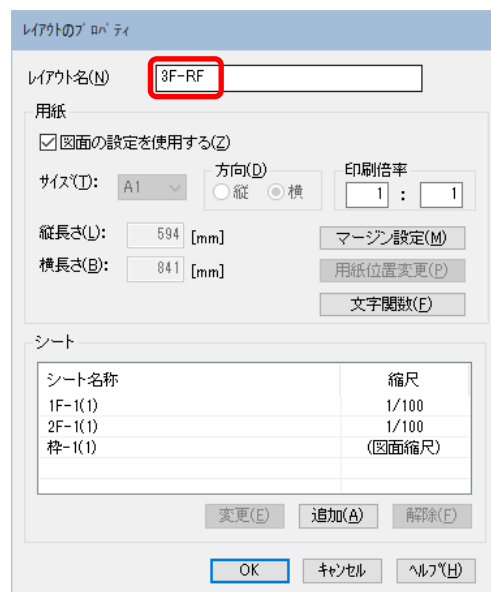 レイアウトのプロパティ
レイアウト名(N) 3F-RF
用紙
図面の設定を使用する(Z)
サイズ(T): A1
方向(D)
縦 横
印刷倍率
1 : 1
縦長さ(L): 594 [mm]
横長さ(B): 841 [mm]
マージン設定(M)
用紙位置変更(P)
文字関数(F)
シート
シート名称 縮尺
1F-1(1) 1/100
2F-1(1) 1/100
枠-1(1) (図面縮尺)
変更(E) 追加(A) 解除(F)
OK キャンセル ヘルプ(H)